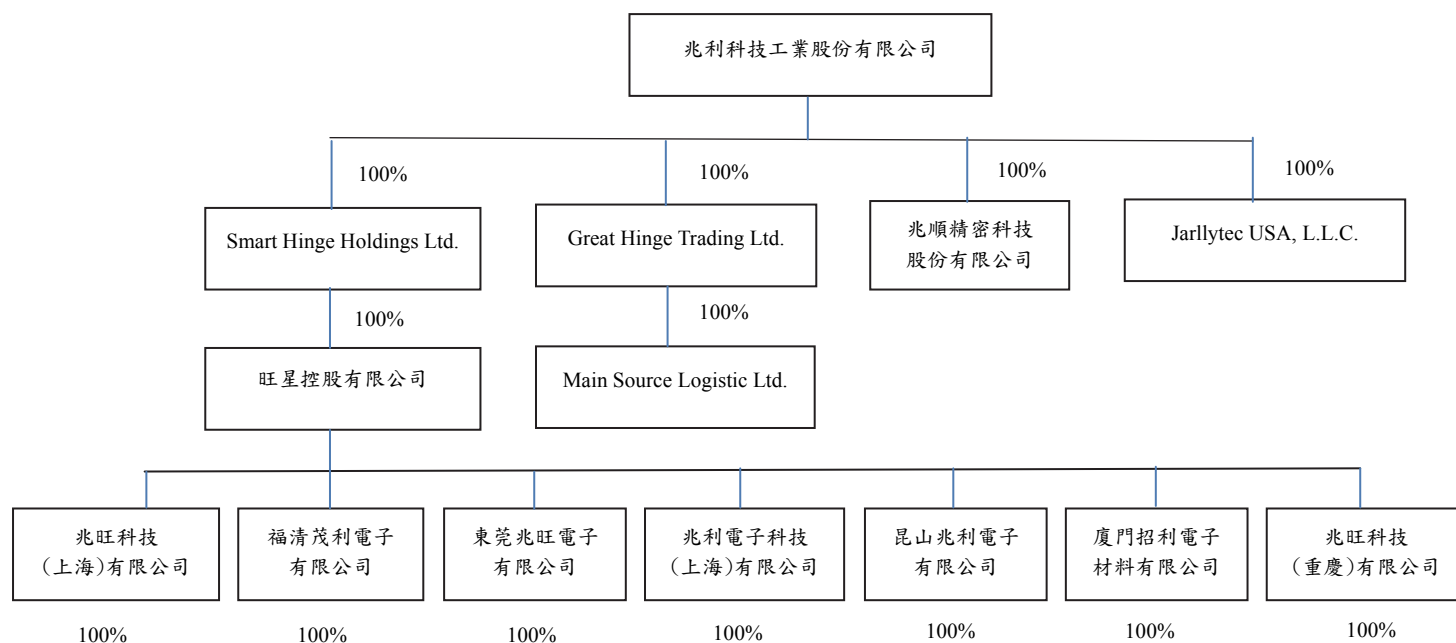 兆利科技工業股份有限公司
100%
100%
100%
100%
Smart Hinge Holdings Ltd.
Great Hinge Trading Ltd.
兆順精密科技
股份有限公司
Jarllytec USA, L.L.C.
100%
100%
旺星控股有限公司
Main Source Logistic Ltd.
兆旺科技
(上海)有限公司
福清茂利電子
有限公司
東莞兆旺電子
有限公司
兆利電子科技
(上海)有限公司
昆山兆利電子
有限公司
廈門招利電子
材料有限公司
兆旺科技
(重慶)有限公司
100%
100%
100%
100%
100%
100%
100%